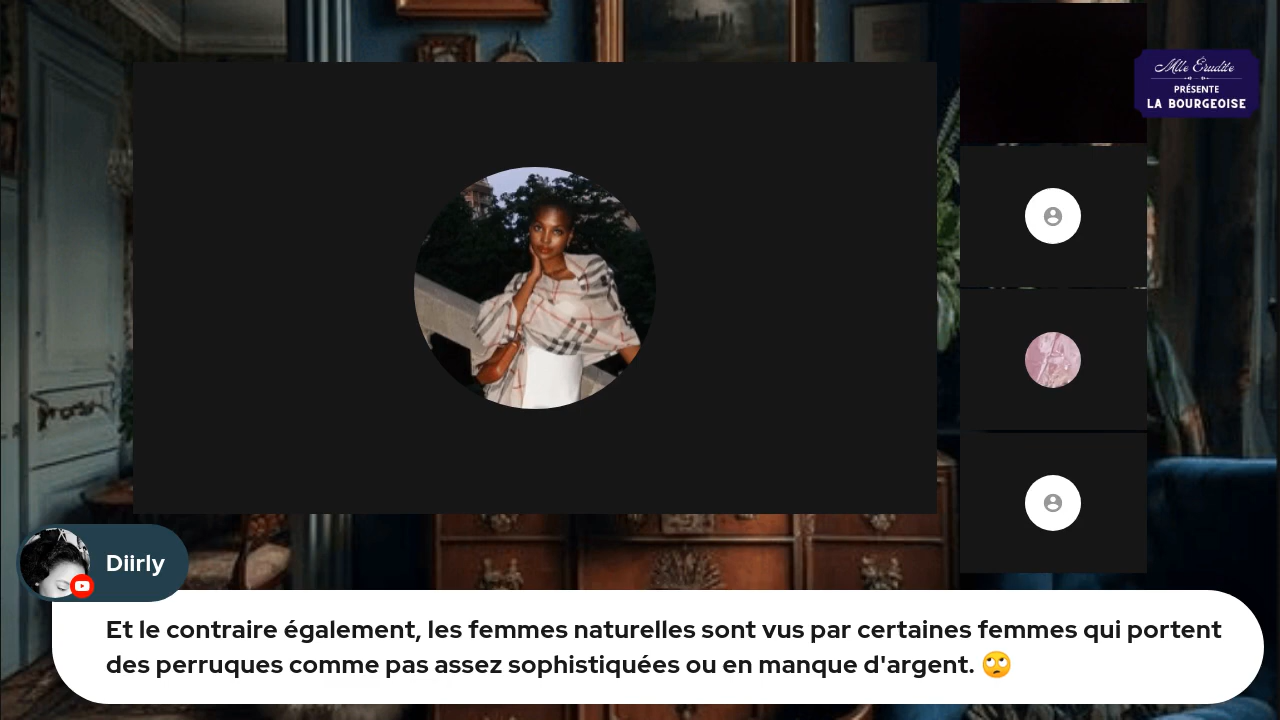 Mlle Érudite
PRÉSENTE
LA BOURGEOISE
Diirly
Et le contraire également, les femmes naturelles sont vus par certaines femmes qui portent
des perruques comme pas assez sophistiquées ou en manque d'argent. 🙄